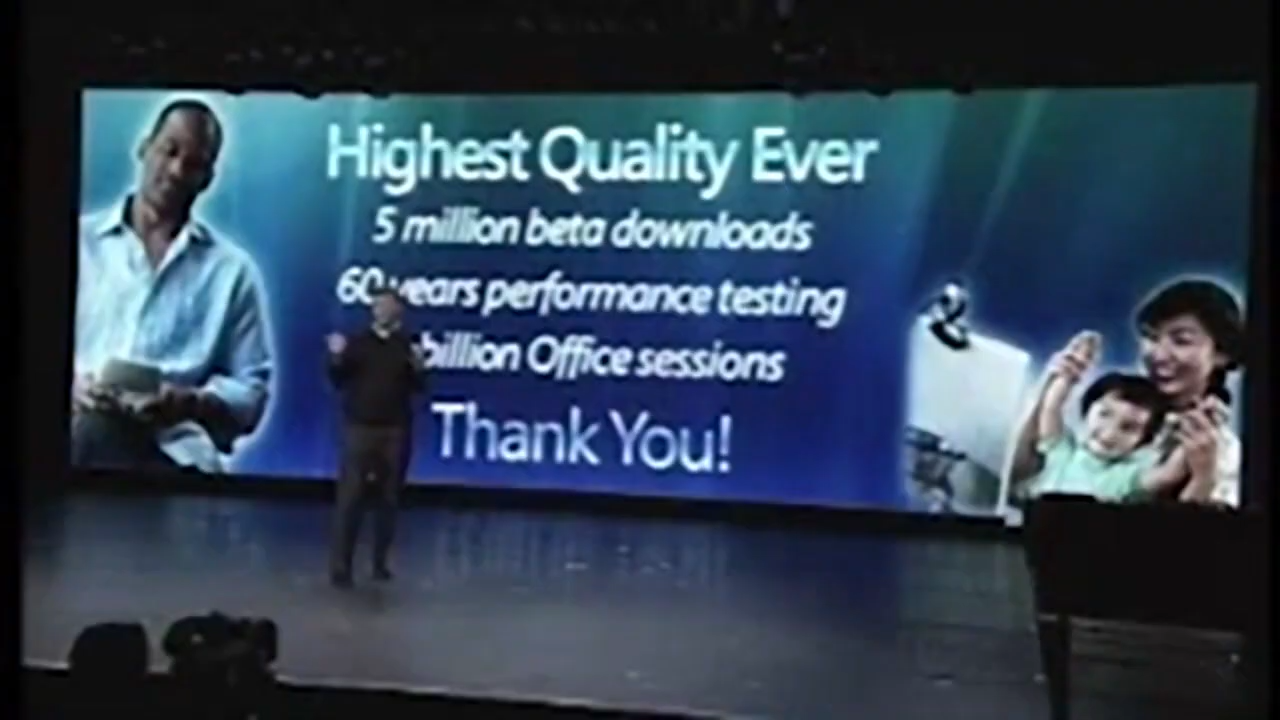 Highest Quality Ever
5 million beta downloads
60 years performance testing
billion Office sessions
Thank You!